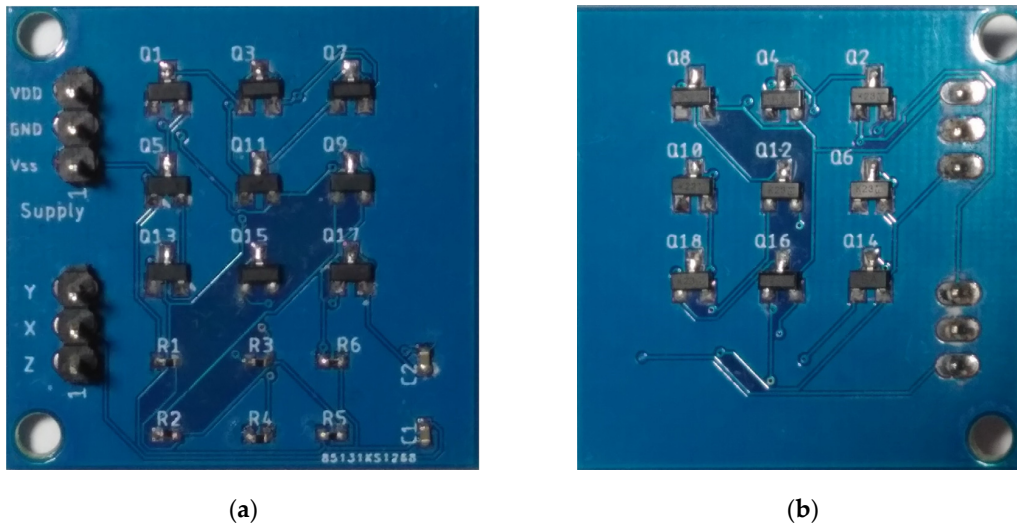 Q1 Q3 Q7
VDD
GND
Q5 Q11 Q9
Vss
1
Supply
Q13 Q15 Q17
Y
X
R1 R3 R6
Z
1
C2
R2 R4 R5
C1
85131KS1268
(a)
Q8 Q4 Q2
Q10 Q12 Q6
Q18 Q16 Q14
(b)